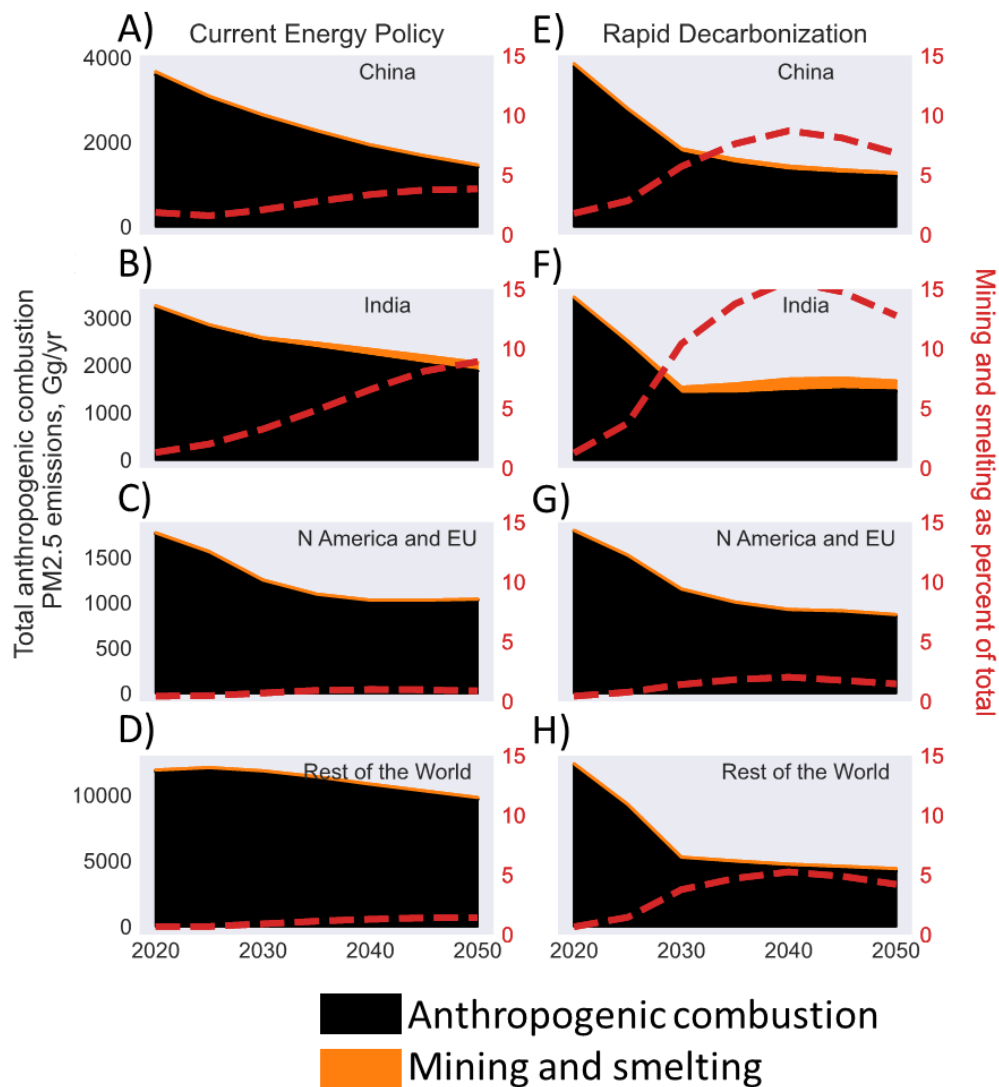 A)
Current Energy Policy
E)
Rapid Decarbonization
4000
2000
0
China
15
10
5
0
China
15
10
5
0
B)
F)
3000
2000
1000
0
India
15
10
5
0
India
15
10
5
0
C)
G)
1500
1000
500
0
N America and EU
15
10
5
0
N America and EU
15
10
5
0
D)
H)
10000
5000
0
Rest of the World
15
10
5
0
Rest of the World
15
10
5
0
2020 2030 2040 2050
2020 2030 2040 2050
Total anthropogenic combustion
PM2.5 emissions, Gg/yr
Mining and smelting as percent of total
Anthropogenic combustion
Mining and smelting